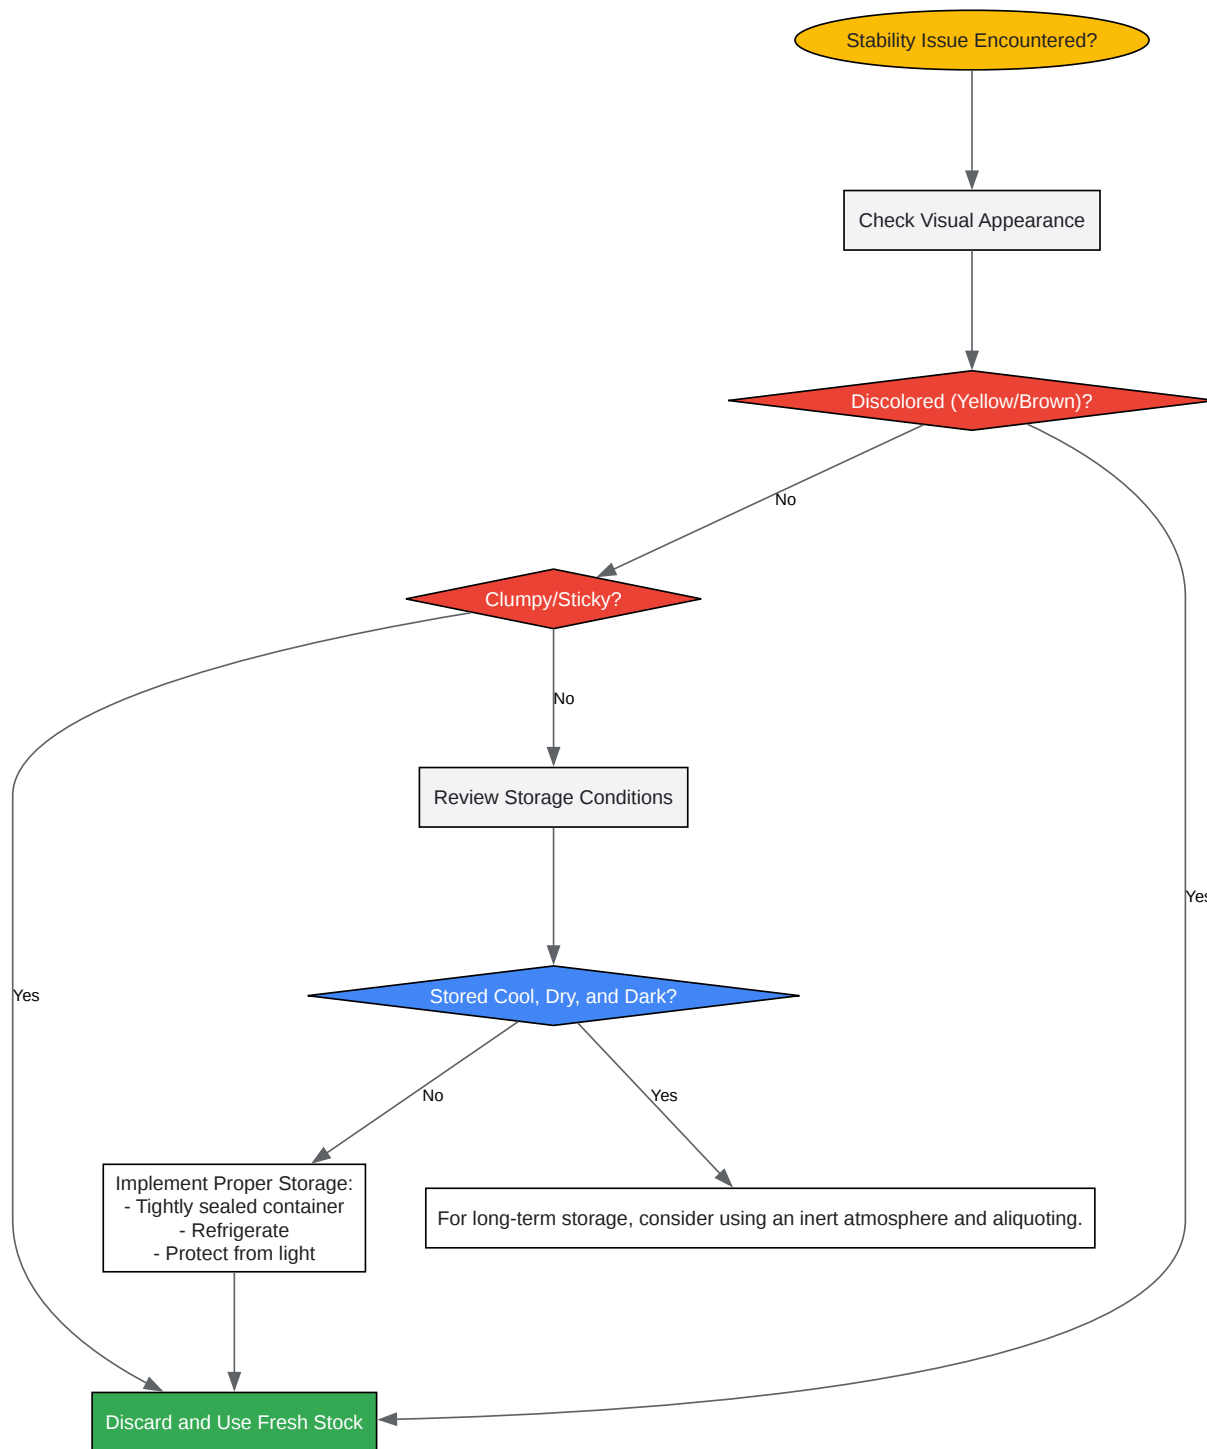 Stability Issue Encountered?
Check Visual Appearance
Discolored (Yellow/Brown)?
No
Clumpy/Sticky?
No
Review Storage Conditions
Yes
Yes
Stored Cool, Dry, and Dark?
No
Yes
Implement Proper Storage:
- Tightly sealed container
- Refrigerate
- Protect from light
For long-term storage, consider using an inert atmosphere and aliquoting.
Discard and Use Fresh Stock